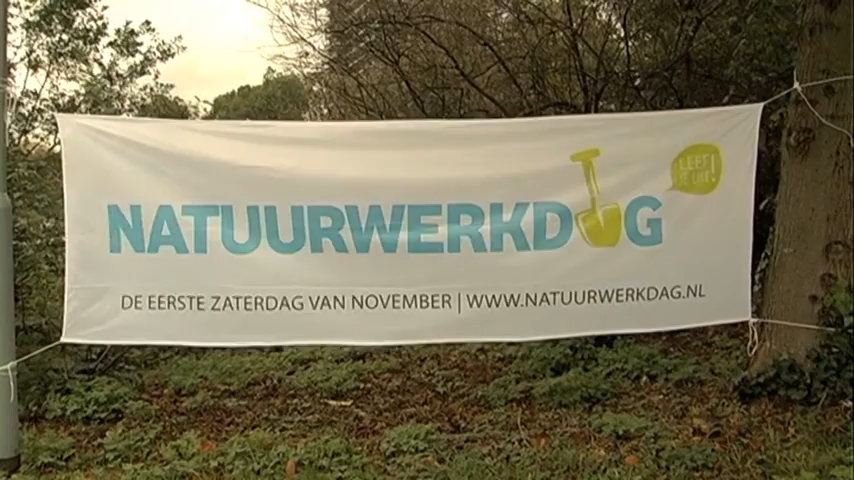 LEEF
JE UIT!
NATUURWERKDAG
DE EERSTE ZATERDAG VAN NOVEMBER | WWW.NATUURWERKDAG.NL